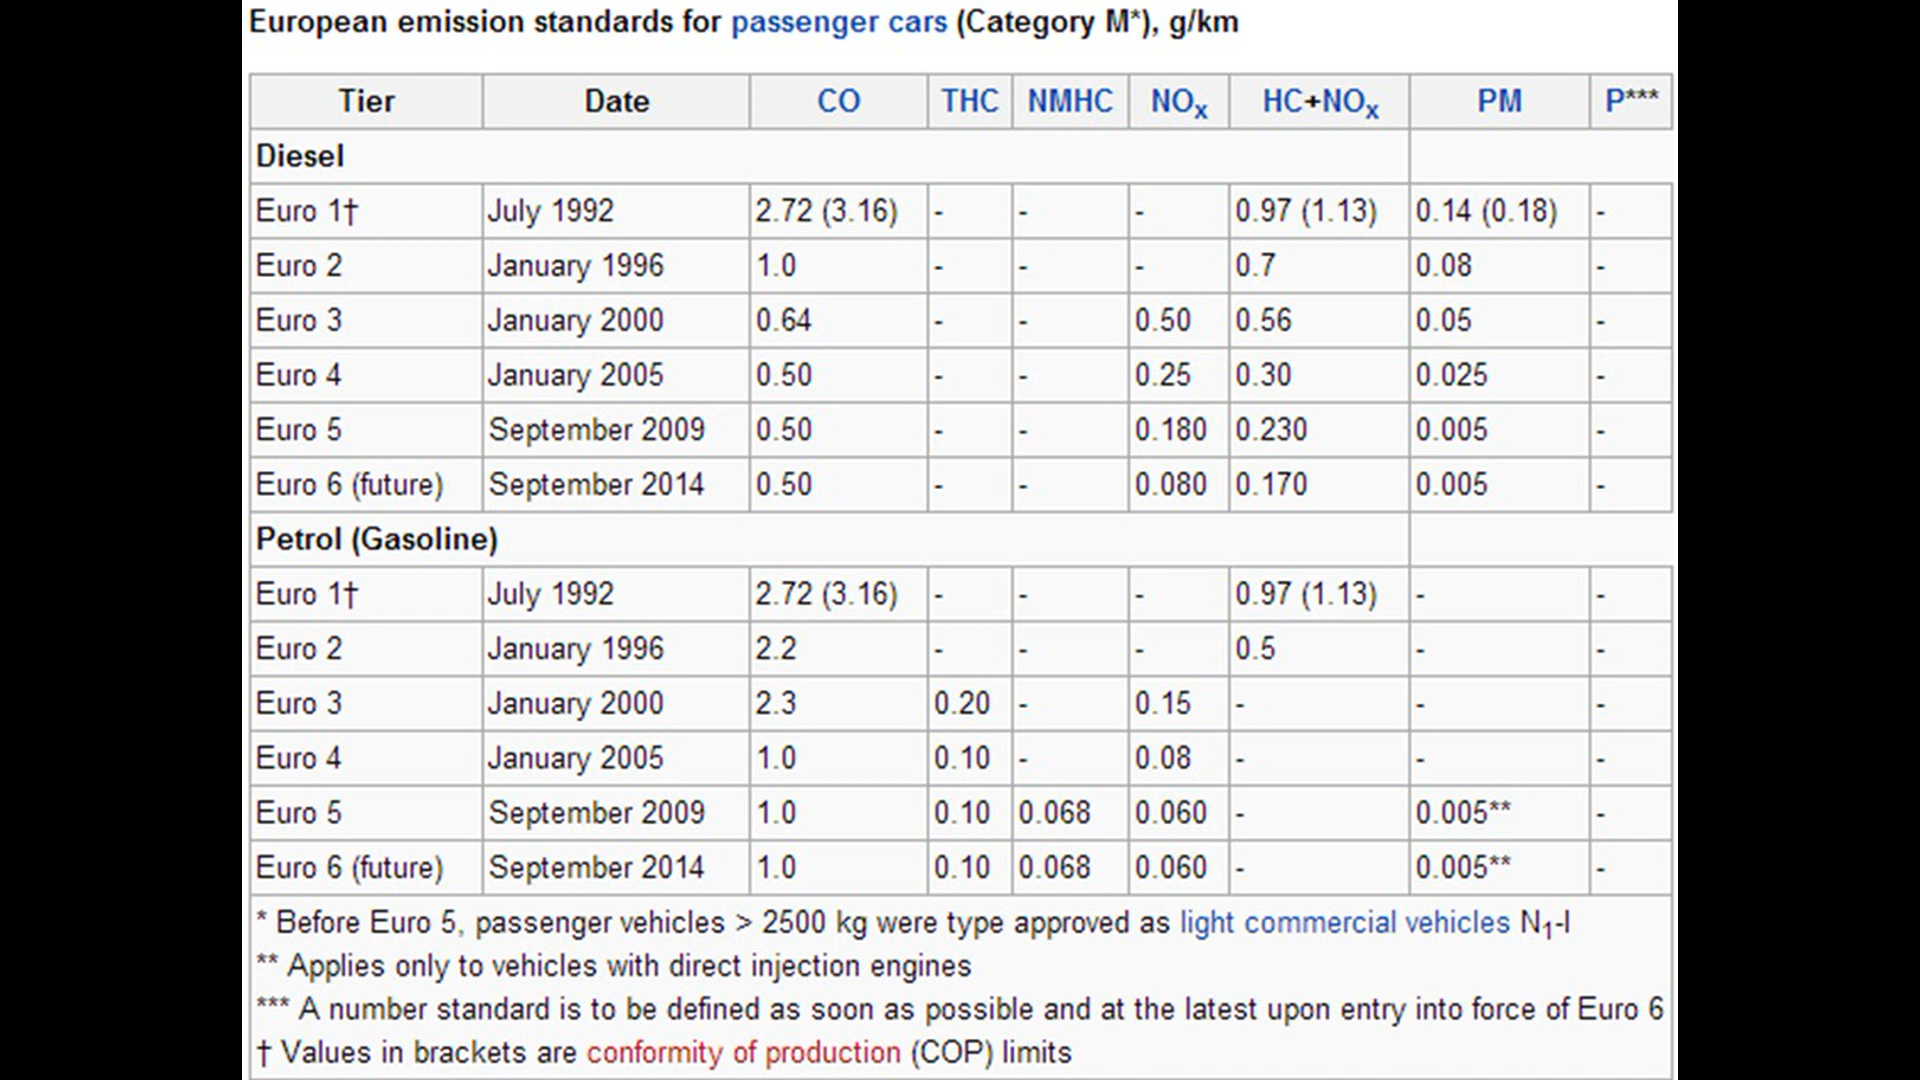 European emission standards for passenger cars (Category M*), g/km
Tier Date CO THC NMHC NOx HC+NOx PM P***
Diesel
Euro 1† July 1992 2.72 (3.16) - - - 0.97 (1.13) 0.14 (0.18) -
Euro 2 January 1996 1.0 - - - 0.7 0.08 -
Euro 3 January 2000 0.64 - - 0.50 0.56 0.05 -
Euro 4 January 2005 0.50 - - 0.25 0.30 0.025 -
Euro 5 September 2009 0.50 - - 0.180 0.230 0.005 -
Euro 6 (future) September 2014 0.50 - - 0.080 0.170 0.005 -
Petrol (Gasoline)
Euro 1† July 1992 2.72 (3.16) - - - 0.97 (1.13) - -
Euro 2 January 1996 2.2 - - - 0.5 - -
Euro 3 January 2000 2.3 0.20 - 0.15 - - -
Euro 4 January 2005 1.0 0.10 - 0.08 - - -
Euro 5 September 2009 1.0 0.10 0.068 0.060 - 0.005** -
Euro 6 (future) September 2014 1.0 0.10 0.068 0.060 - 0.005** -
* Before Euro 5, passenger vehicles > 2500 kg were type approved as light commercial vehicles N1-I
** Applies only to vehicles with direct injection engines
*** A number standard is to be defined as soon as possible and at the latest upon entry into force of Euro 6
† Values in brackets are conformity of production (COP) limits